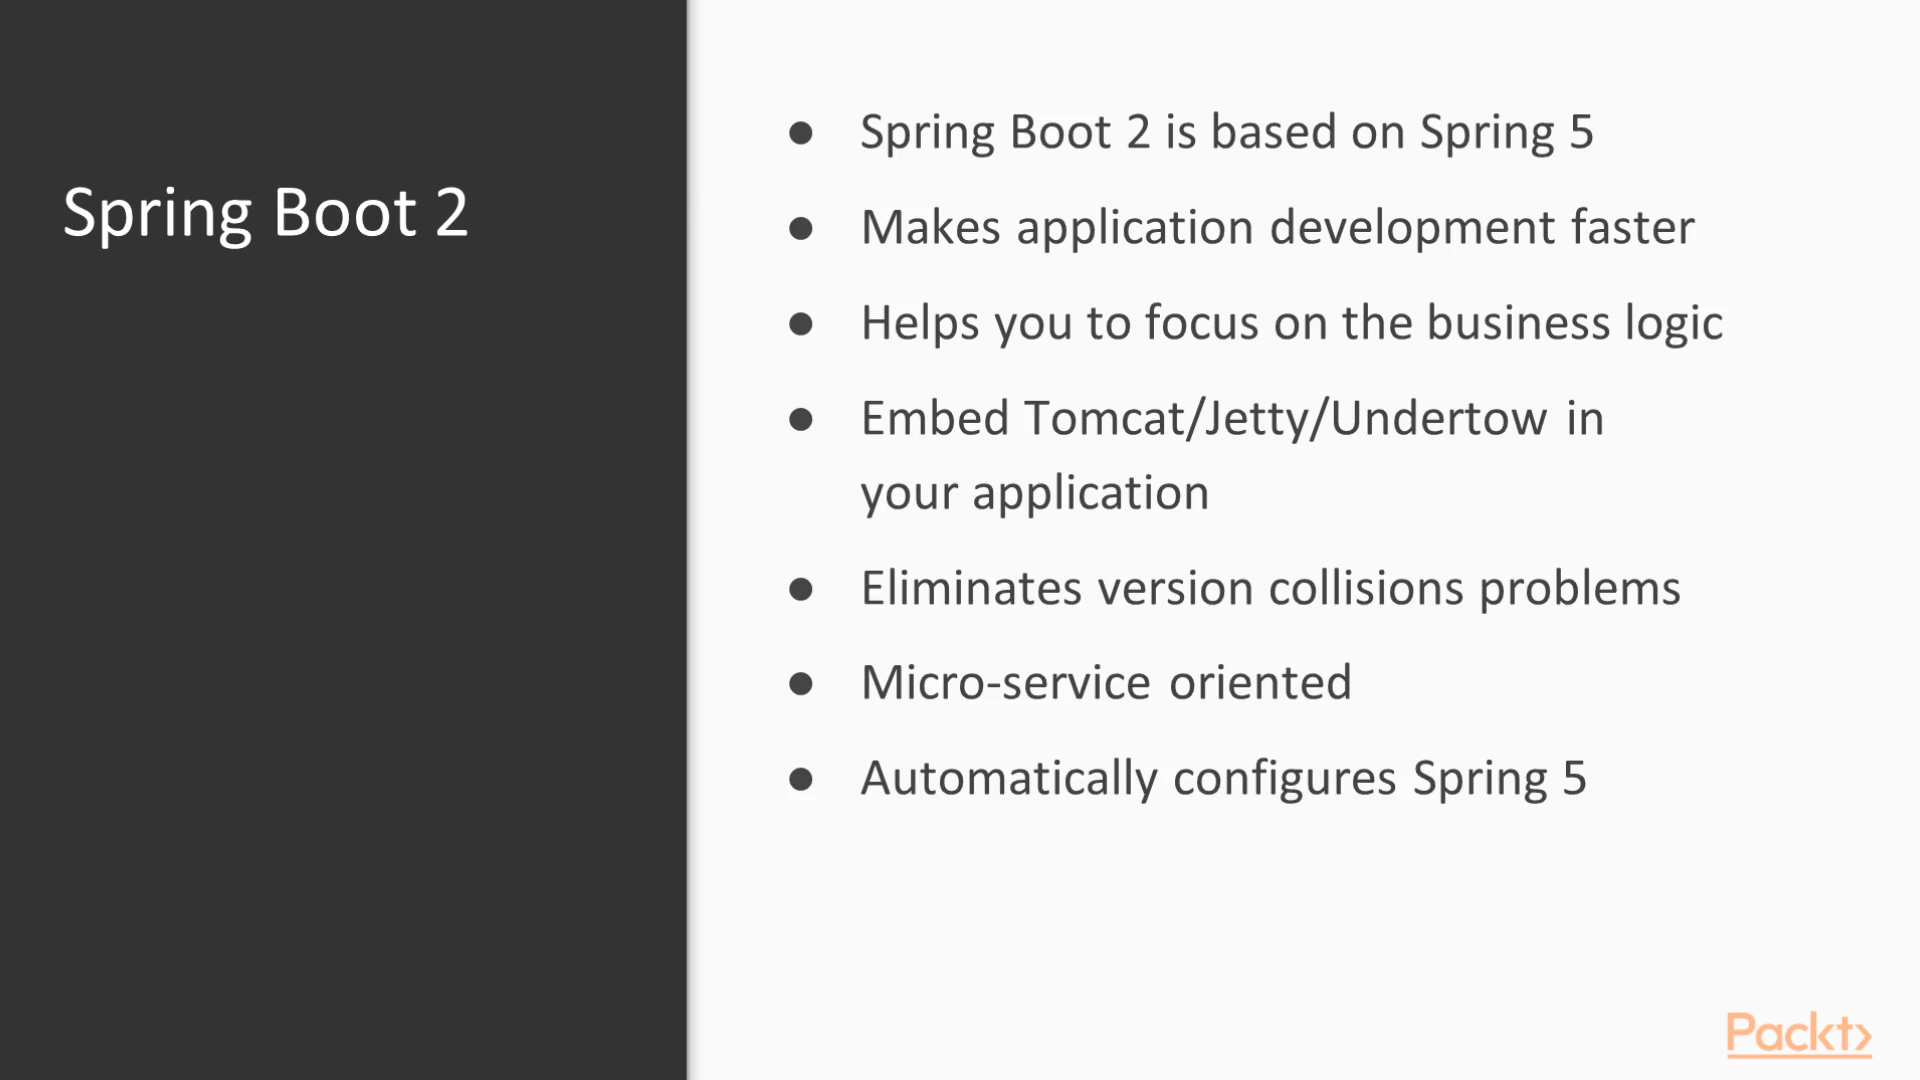 Spring Boot 2
● Spring Boot 2 is based on Spring 5
● Makes application development faster
● Helps you to focus on the business logic
● Embed Tomcat/Jetty/Undertow in
your application
● Eliminates version collisions problems
● Micro-service oriented
● Automatically configures Spring 5
Packt>